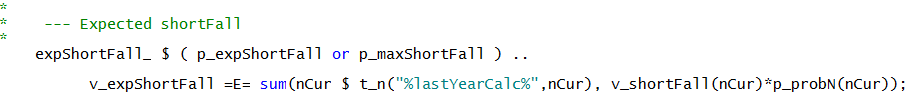 *
*    --- Expected shortFall
*
expShortFall_ $ ( p_expShortFall or p_maxShortFall ) ..
v_expShortFall =E= sum(nCur $ t_n("%lastYearCalc%",nCur), v_shortFall(nCur)*p_probN(nCur));